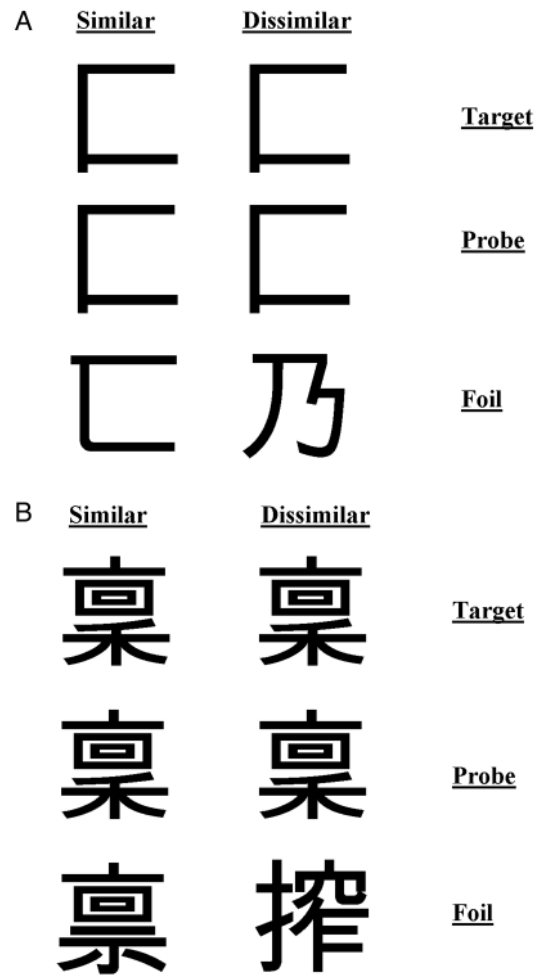 A
Similar Dissimilar
匚 匚 Target
匚 匚 Probe
匸 乃 Foil
B
Similar Dissimilar
稟 稟 Target
稟 稟 Probe
禀 搾 Foil